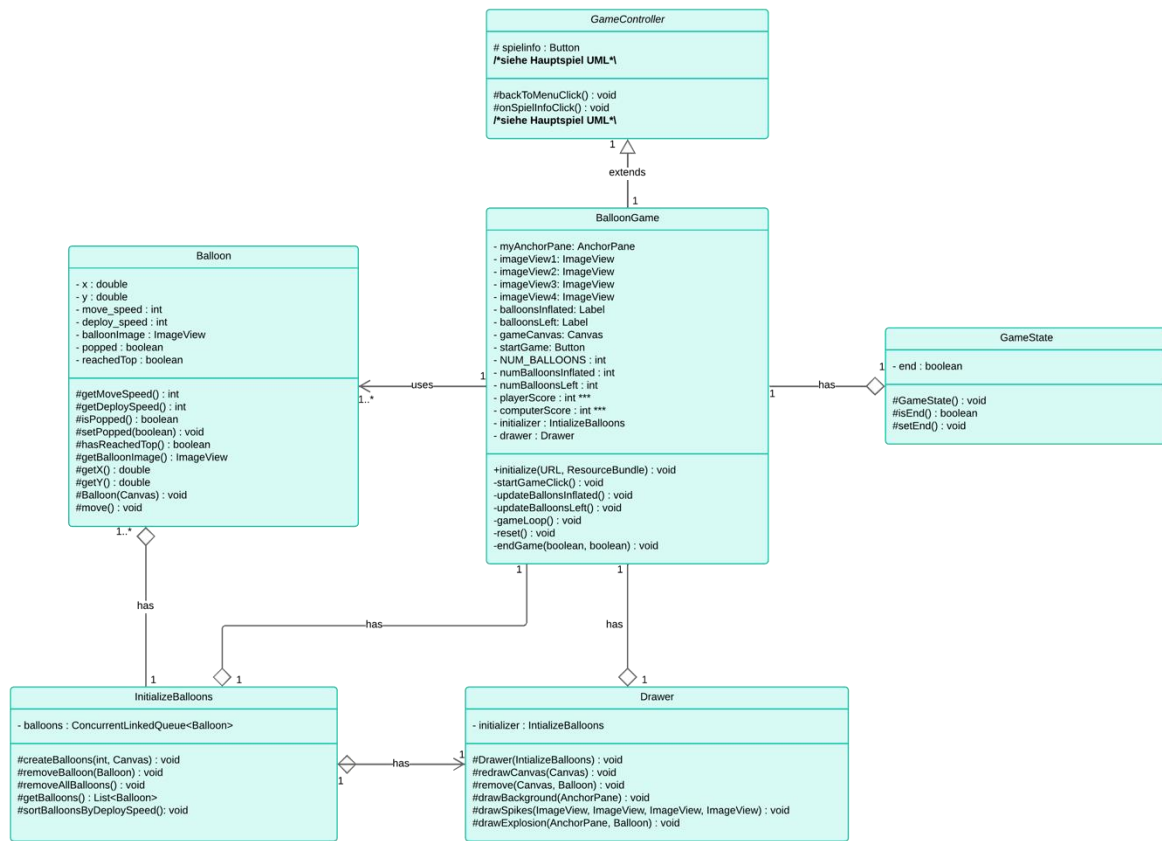 GameController
# spielinfo : Button
/*siehe Hauptspiel UML*\
#backToMenuClick() : void
#onSpielInfoClick() : void
/*siehe Hauptspiel UML*\
1
extends
1
BalloonGame
- myAnchorPane: AnchorPane
- imageView1: ImageView
- imageView2: ImageView
- imageView3: ImageView
- imageView4: ImageView
- balloonsInflated: Label
- balloonsLeft: Label
- gameCanvas: Canvas
- startGame: Button
- NUM_BALLOONS : int
- numBalloonsInflated : int
- numBalloonsLeft : int
- playerScore : int ***
- computerScore : int ***
- initializer : IntializeBalloons
- drawer : Drawer
+initialize(URL, ResourceBundle) : void
-startGameClick() : void
-updateBallonsInflated() : void
-updateBalloonsLeft() : void
-gameLoop() : void
-reset() : void
-endGame(boolean, boolean) : void
Balloon
- x : double
- y : double
- move_speed : int
- deploy_speed : int
- balloonImage : ImageView
- popped : boolean
- reachedTop : boolean
#getMoveSpeed() : int
#getDeploySpeed() : int
#isPopped() : boolean
#setPopped(boolean) : void
#hasReachedTop() : boolean
#getBalloonImage() : ImageView
#getX() : double
#getY() : double
#Balloon(Canvas) : void
#move() : void
1
uses
1..*
1
has
1
GameState
- end : boolean
#GameState() : void
#isEnd() : boolean
#setEnd() : void
1..*
has
1
1
has
1
1
has
1
InitializeBalloons
- balloons : ConcurrentLinkedQueue<Balloon>
#createBalloons(int, Canvas) : void
#removeBalloon(Balloon) : void
#removeAllBalloons() : void
#getBalloons() : List<Balloon>
#sortBalloonsByDeploySpeed(): void
1
has
1
Drawer
- initializer : IntializeBalloons
#Drawer(IntializeBalloons) : void
#redrawCanvas(Canvas) : void
#remove(Canvas, Balloon) : void
#drawBackground(AnchorPane) : void
#drawSpikes(ImageView, ImageView, ImageView, ImageView) : void
#drawExplosion(AnchorPane, Balloon) : void